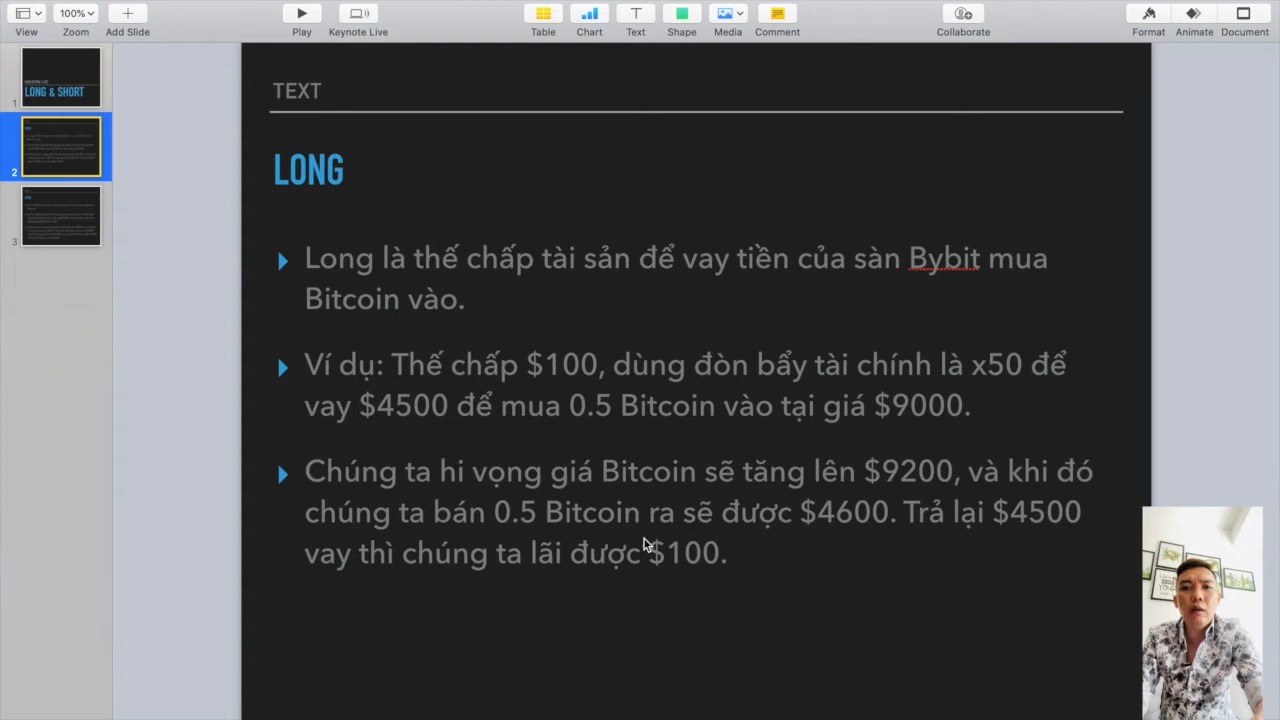 View
100%
Zoom
Add Slide
Play
Keynote Live
Table
Chart
Text
Shape
Media
Comment
Collaborate
Format
Animate
Document
1
LONG & SHORT
2
3
TEXT
LONG
Long là thế chấp tài sản để vay tiền của sàn Bybit mua
Bitcoin vào.
Ví dụ: Thế chấp $100, dùng đòn bẩy tài chính là x50 để
vay $4500 để mua 0.5 Bitcoin vào tại giá $9000.
Chúng ta hi vọng giá Bitcoin sẽ tăng lên $9200, và khi đó
chúng ta bán 0.5 Bitcoin ra sẽ được $4600. Trả lại $4500
vay thì chúng ta lãi được $100.